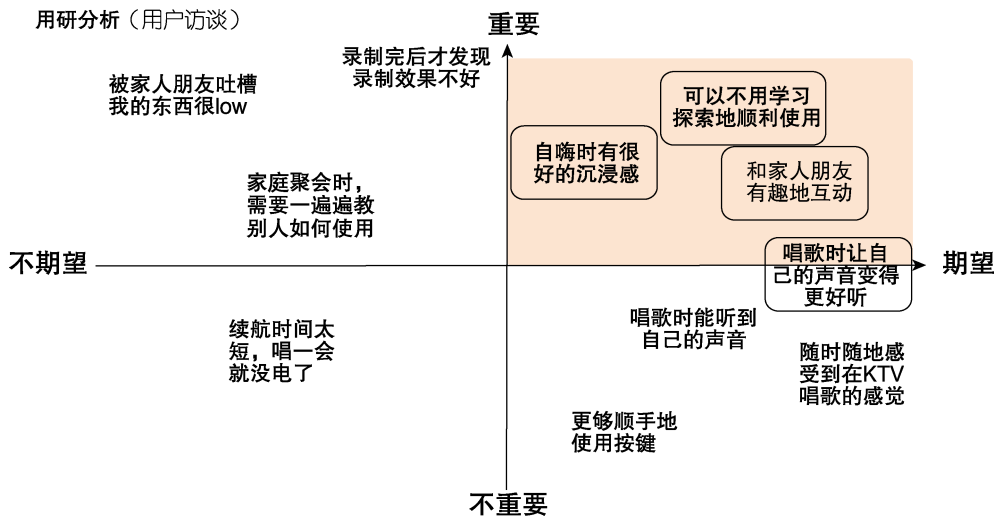 用研分析（用户访谈）
重要
录制完后才发现
录制效果不好
被家人朋友吐槽
我的东西很low
可以不用学习
探索地顺利使用
自嗨时有很
好的沉浸感
和家人朋友
有趣地互动
家庭聚会时，
需要一遍遍教
别人如何使用
不期望
期望
唱歌时让自
己的声音变得
更好听
续航时间太
短，唱一会
就没电了
唱歌时能听到
自己的声音
随时随地感
受到在KTV
唱歌的感觉
更够顺手地
使用按键
不重要